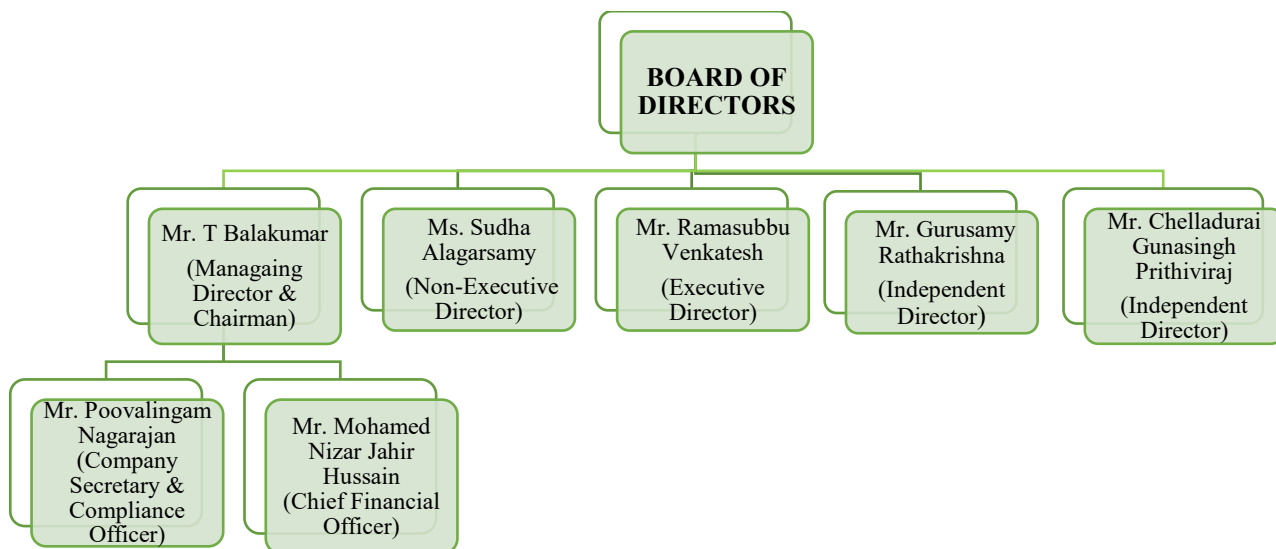 BOARD OF
DIRECTORS
Mr. T Balakumar
(Managaing
Director &
Chairman)
Ms. Sudha
Alagarsamy
(Non-Executive
Director)
Mr. Ramasubbu
Venkatesh
(Executive
Director)
Mr. Gurusamy
Rathakrishna
(Independent
Director)
Mr. Chelladurai
Gunasingh
Prithiviraj
(Independent
Director)
Mr. Poovalingam
Nagarajan
(Company
Secretary &
Compliance
Officer)
Mr. Mohamed
Nizar Jahir
Hussain
(Chief Financial
Officer)